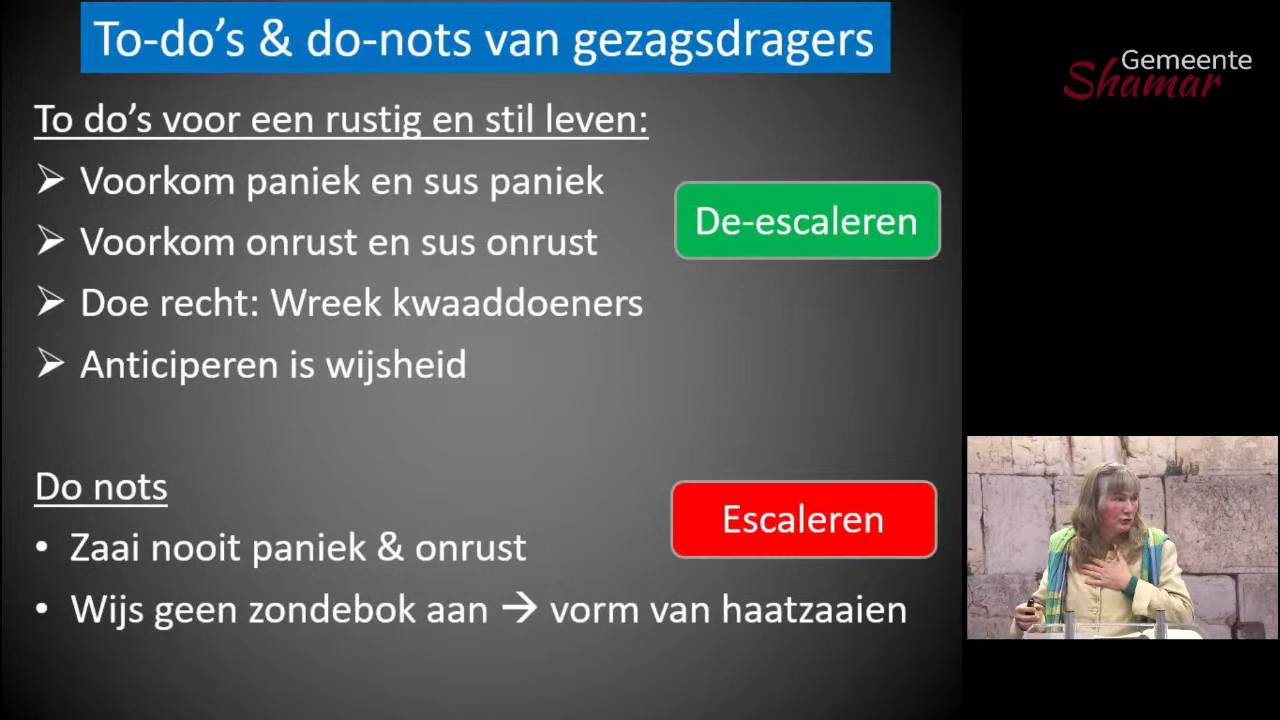 To-do’s & do-nots van gezagsdragers
Gemeente
Shamar
To do’s voor een rustig en stil leven:
➢ Voorkom paniek en sus paniek
➢ Voorkom onrust en sus onrust
De-escaleren
➢ Doe recht: Wreek kwaaddoeners
➢ Anticiperen is wijsheid
Do nots
Escaleren
• Zaai nooit paniek & onrust
• Wijs geen zondebok aan → vorm van haatzaaien